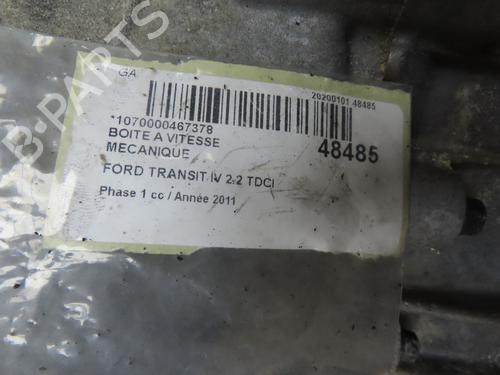 GA
20200101 48485
*1070000467378
BOITE A VITESSE
MECANIQUE
48485
FORD TRANSIT IV 2.2 TDCI
Phase 1 cc / Année 2011
B-PARTS